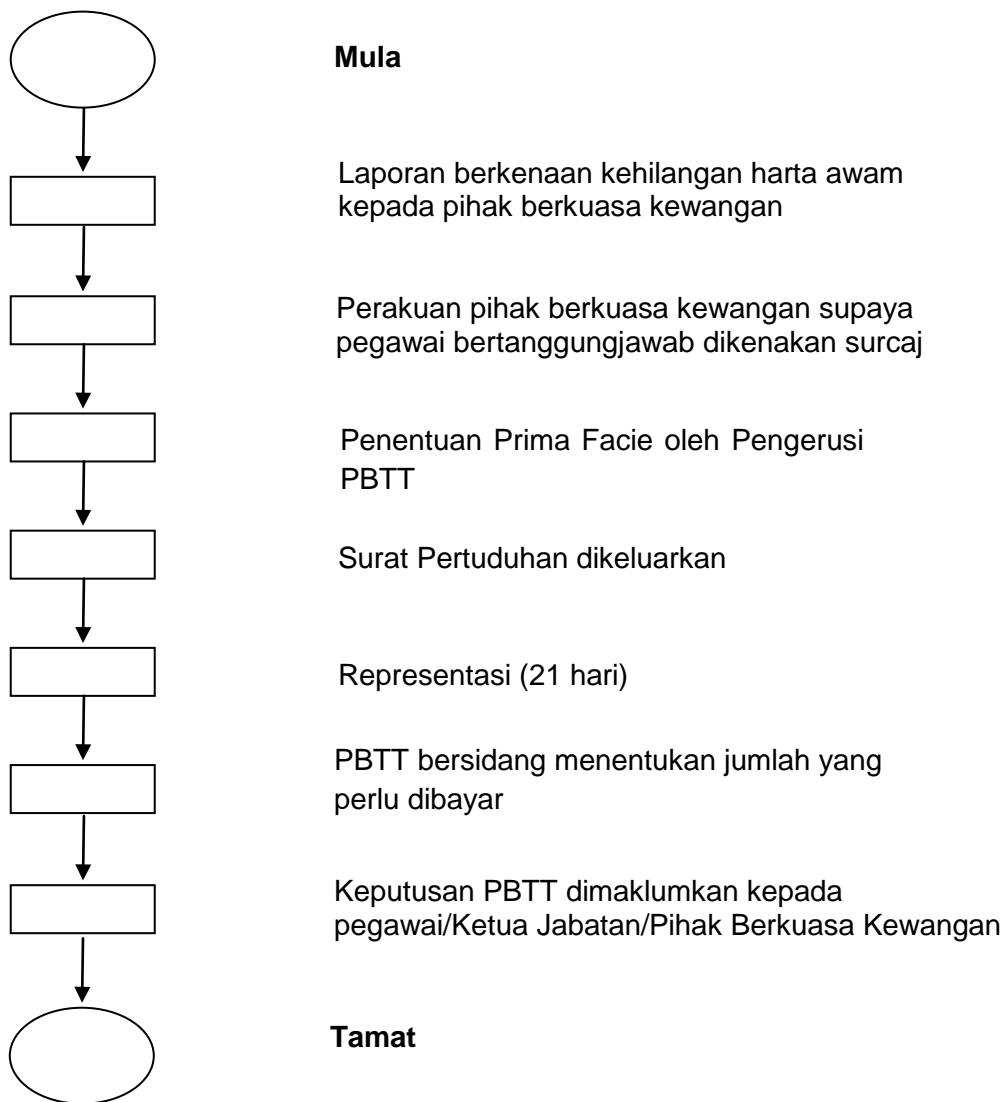 Mula
Laporan berkenaan kehilangan harta awam
kepada pihak berkuasa kewangan
Perakuan pihak berkuasa kewangan supaya
pegawai bertanggungjawab dikenakan surcaj
Penentuan Prima Facie oleh Pengerusi
PBTT
Surat Pertuduhan dikeluarkan
Representasi (21 hari)
PBTT bersidang menentukan jumlah yang
perlu dibayar
Keputusan PBTT dimaklumkan kepada
pegawai/Ketua Jabatan/Pihak Berkuasa Kewangan
Tamat